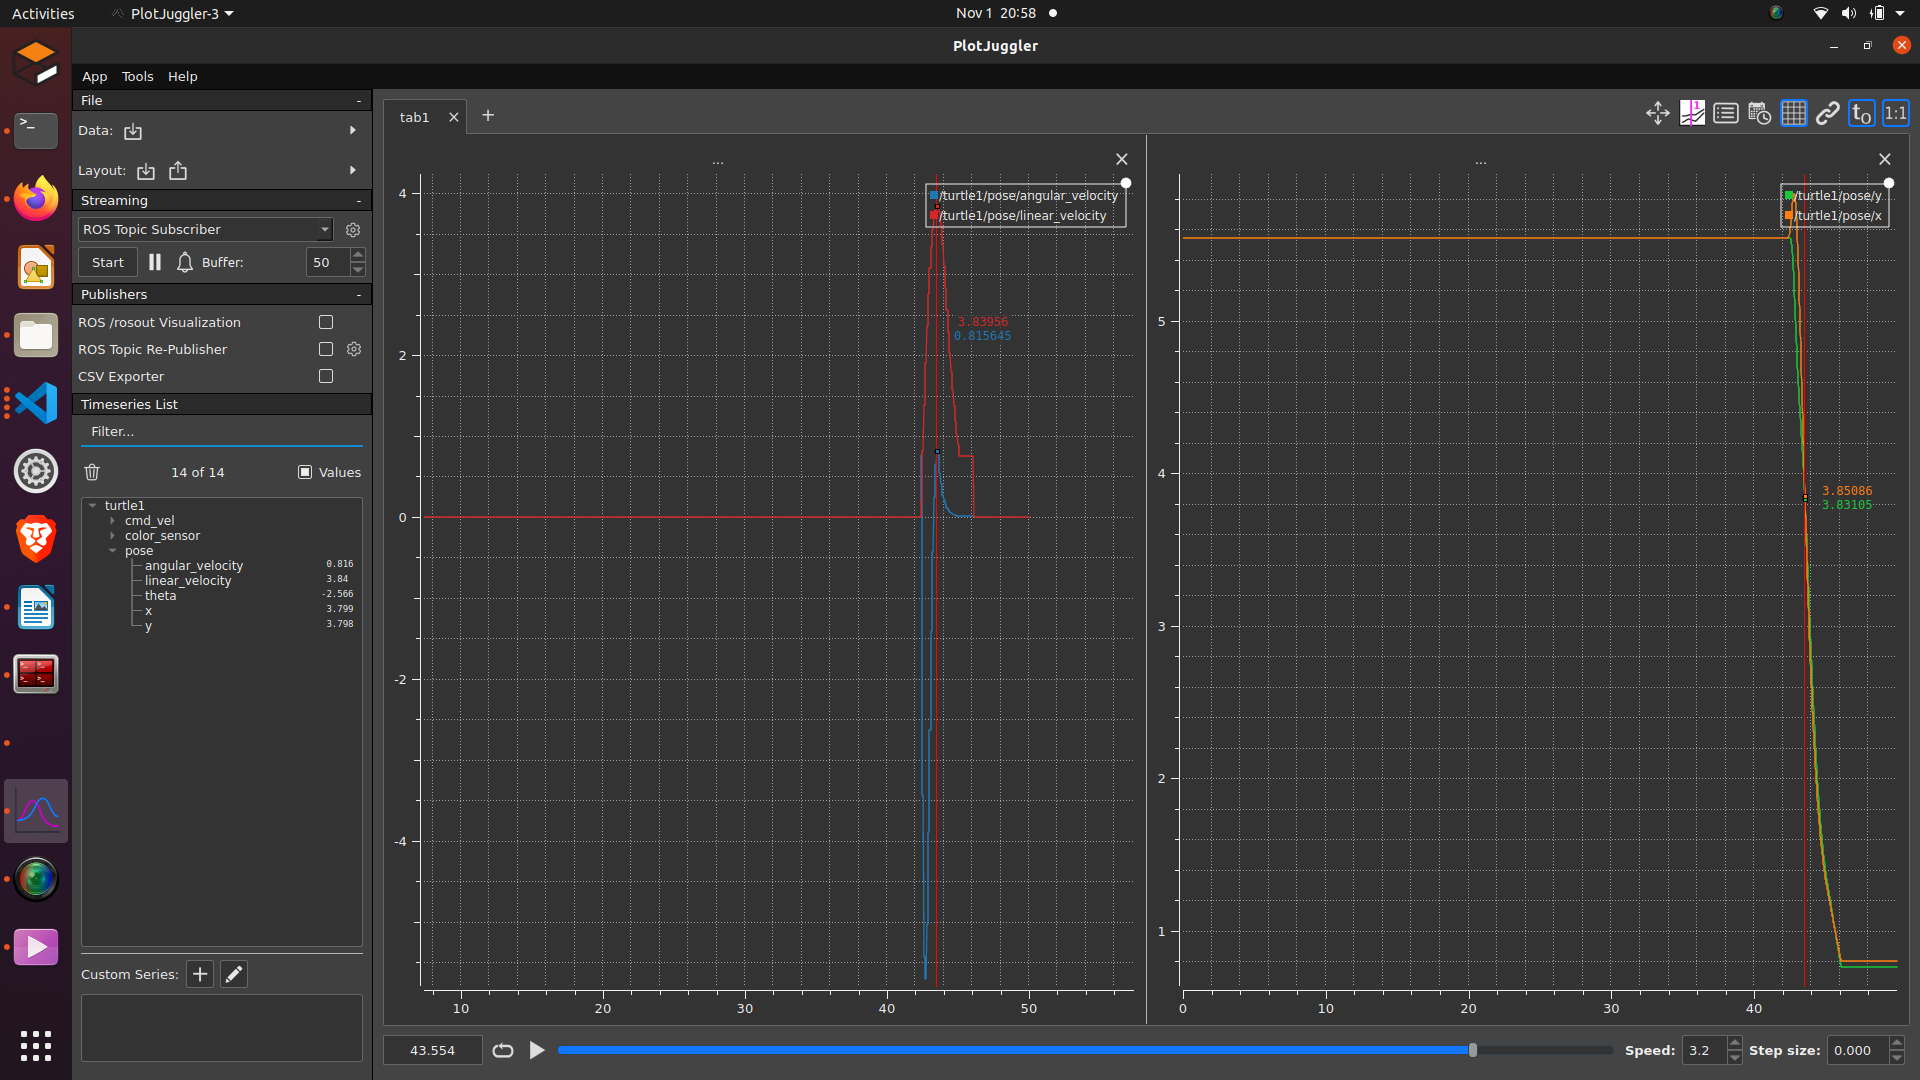 Activities
PlotJuggler-3
Nov 1 20:58
PlotJuggler
App Tools Help
File -
Data:
Layout:
Streaming -
ROS Topic Subscriber
Start Buffer: 50
Publishers -
ROS /rosout Visualization
ROS Topic Re-Publisher
CSV Exporter
Timeseries List
Filter...
14 of 14 Values
turtle1
cmd_vel
color_sensor
pose
angular_velocity 0.816
linear_velocity 3.84
theta -2.566
x 3.799
y 3.798
Custom Series:
tab1
1
t0
1:1
...
/turtle1/pose/angular_velocity
/turtle1/pose/linear_velocity
3.83956
0.815645
4
2
0
-2
-4
10 20 30 40 50
...
/turtle1/pose/y
/turtle1/pose/x
3.85086
3.83105
5
4
3
2
1
0 10 20 30 40
43.554
Speed: 3.2 Step size: 0.000